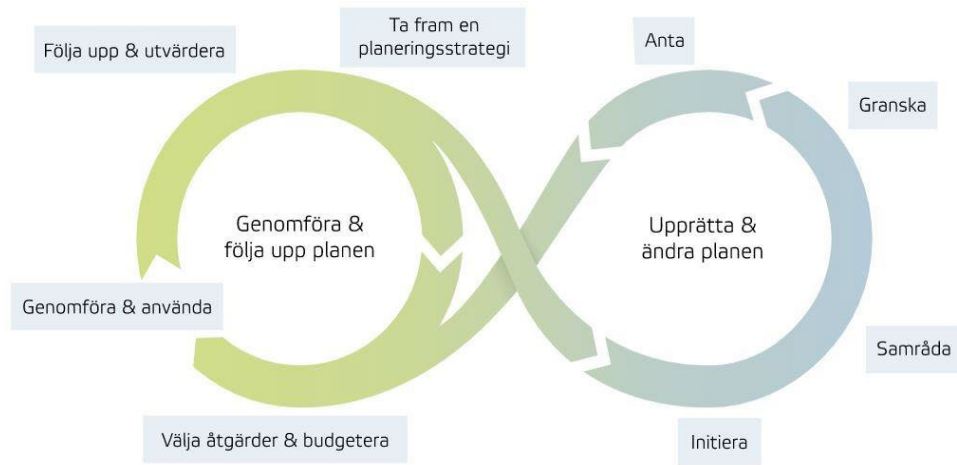 Ta fram en
planeringsstrategi
Följa upp & utvärdera
Anta
Granska
Genomföra &
följa upp planen
Upprätta &
ändra planen
Genomföra & använda
Samråda
Välja åtgärder & budgetera
Initiera